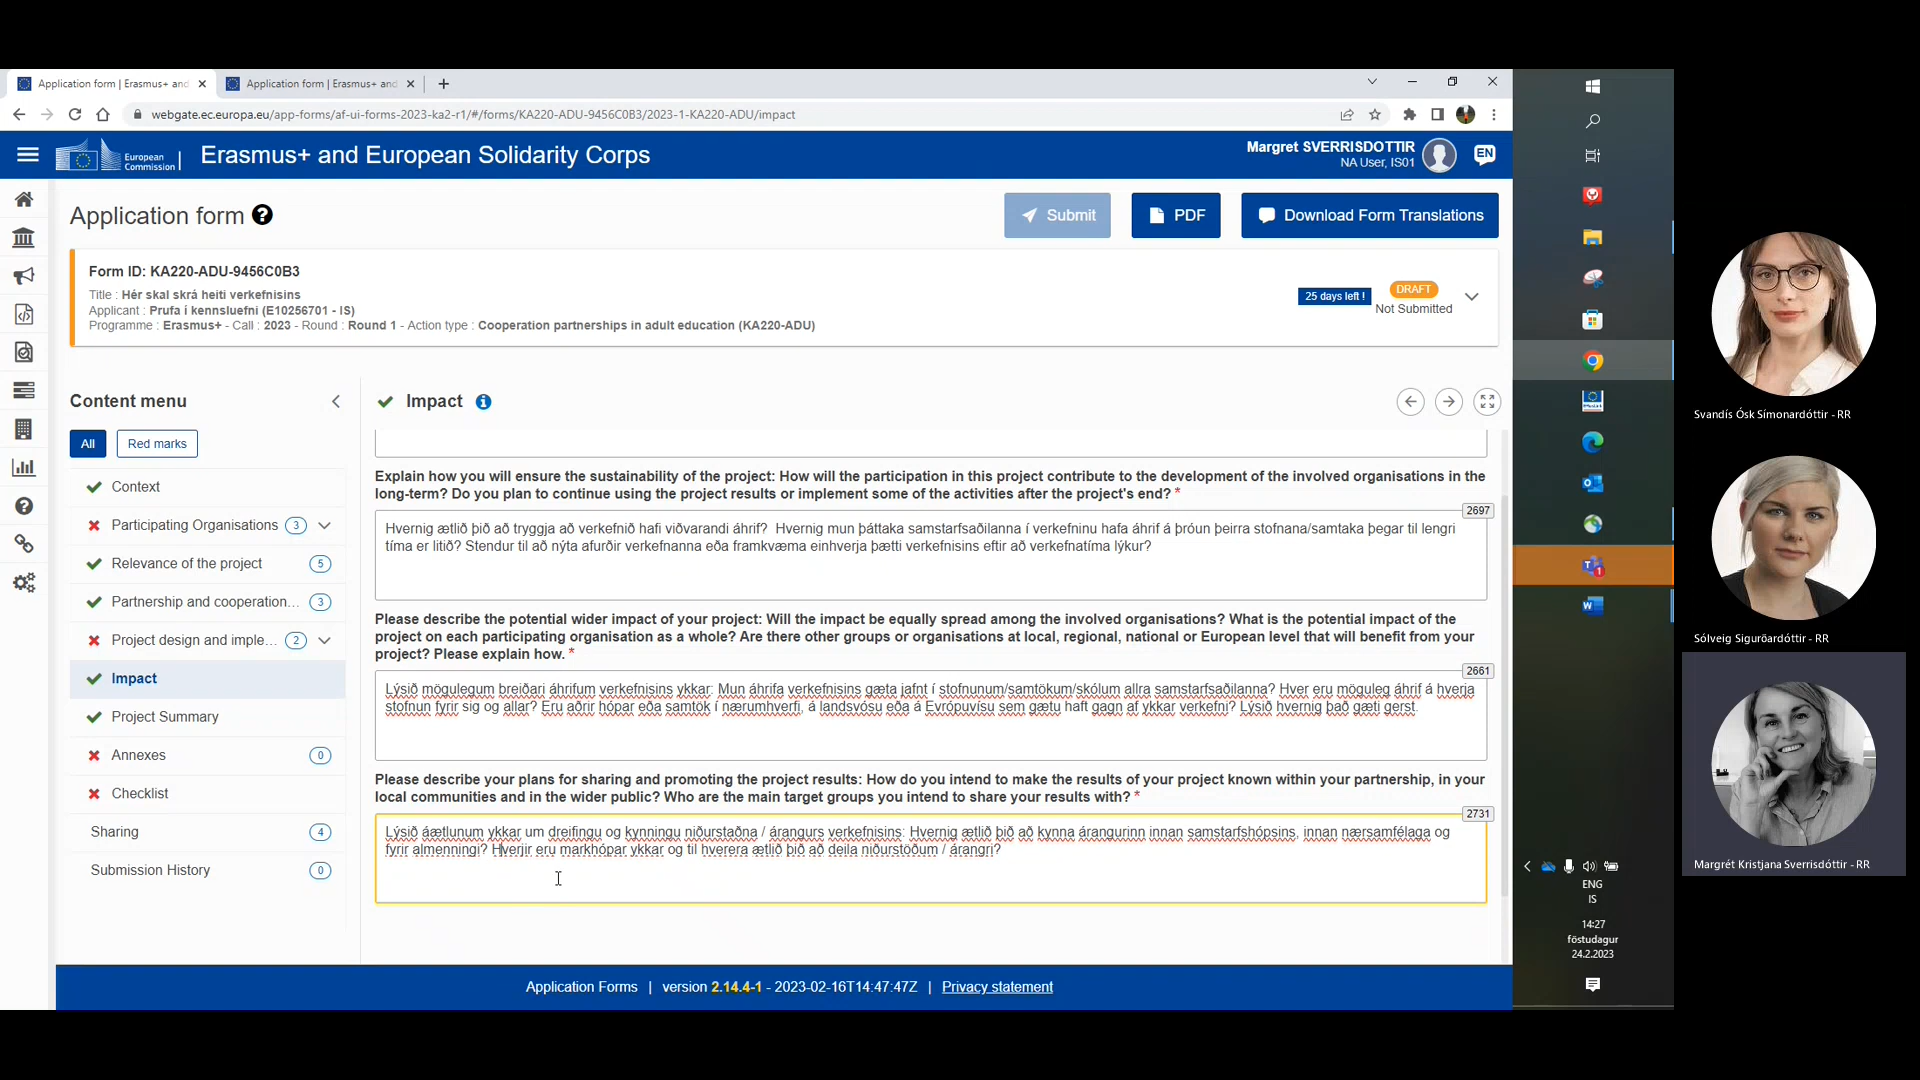 Application form | Erasmus+ and
Application form | Erasmus+ and
webgate.ec.europa.eu/app-forms/af-ui-forms-2023-ka2-r1/#/forms/KA220-ADU-9456C0B3/2023-1-KA220-ADU/impact
European
Commission
Erasmus+ and European Solidarity Corps
Margret SVERRISDOTTIR
NA User, IS01
EN
Application form
Submit
PDF
Download Form Translations
Form ID: KA220-ADU-9456C0B3
Title : Hér skal skrá heiti verkefnisins
Applicant : Prufa í kennsluefni (E10256701 - IS)
Programme : Erasmus+ - Call : 2023 - Round : Round 1 - Action type : Cooperation partnerships in adult education (KA220-ADU)
25 days left !
DRAFT
Not Submitted
Content menu
All
Red marks
Context
Participating Organisations 3
Relevance of the project 5
Partnership and cooperation... 3
Project design and imple... 2
Impact
Project Summary
Annexes 0
Checklist
Sharing 4
Submission History 0
Impact
Explain how you will ensure the sustainability of the project: How will the participation in this project contribute to the development of the involved organisations in the
long-term? Do you plan to continue using the project results or implement some of the activities after the project's end? *
2697
Hvernig ætlið þið að tryggja að verkefnið hafi viðvarandi áhrif? Hvernig mun þáttaka samstarfsaðilanna í verkefninu hafa áhrif á þróun þeirra stofnana/samtaka þegar til lengri
tíma er litið? Stendur til að nýta afurðir verkefnanna eða framkvæma einhverja þætti verkefnisins eftir að verkefnatíma lýkur?
Please describe the potential wider impact of your project: Will the impact be equally spread among the involved organisations? What is the potential impact of the
project on each participating organisation as a whole? Are there other groups or organisations at local, regional, national or European level that will benefit from your
project? Please explain how. *
2661
Lýsið mögulegum breiðari áhrifum verkefnisins ykkar: Mun áhrifa verkefnisins gæta jafnt í stofnunum/samtökum/skólum allra samstarfsaðilanna? Hver eru möguleg áhrif á hverja
stofnun fyrir sig og allar? Eru aðrir hópar eða samtök í nærumhverfi, á landsvósu eða á Evrópuvísu sem gætu haft gagn af ykkar verkefni? Lýsið hvernig það gæti gerst.
Please describe your plans for sharing and promoting the project results: How do you intend to make the results of your project known within your partnership, in your
local communities and in the wider public? Who are the main target groups you intend to share your results with? *
2731
Lýsið áætlunum ykkar um dreifingu og kynningu niðurstaðna / árangurs verkefnisins: Hvernig ætlið þið að kynna árangurinn innan samstarfshópsins, innan nærsamfélaga og
fyrir almenningi? Hverjir eru markhópar ykkar og til hverera ætlið þið að deila niðurstöðum / árangri?
Application Forms | version 2.14.4-1 - 2023-02-16T14:47:47Z | Privacy statement
ENG
IS
14:27
föstudagur
24.2.2023
Svandís Ósk Símonardóttir - RR
Sólveig Sigurðardóttir - RR
Margrét Kristjana Sverrisdóttir - RR